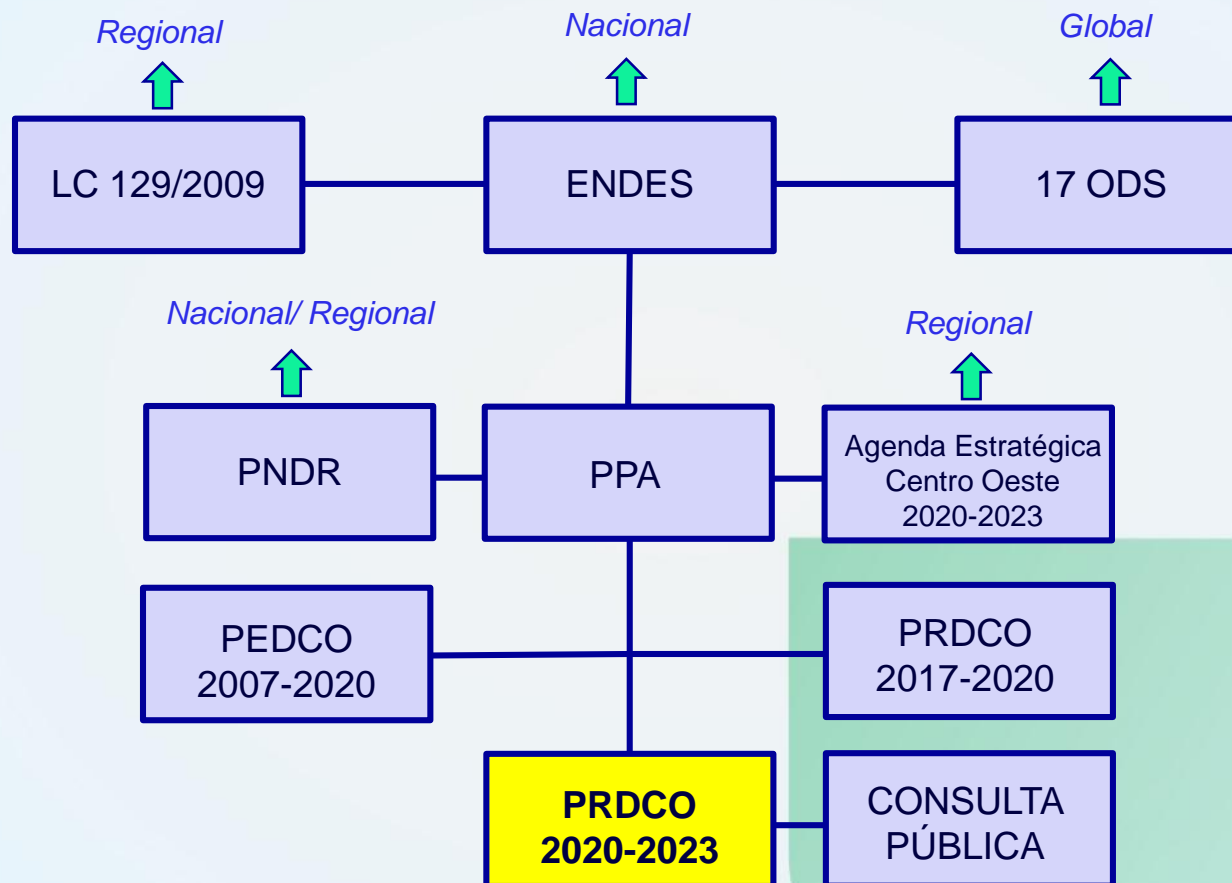 Regional
Nacional
Global
LC 129/2009
ENDES
17 ODS
Nacional/ Regional
Regional
PNDR
PPA
Agenda Estratégica
Centro Oeste
2020-2023
PEDCO
2007-2020
PRDCO
2017-2020
PRDCO
2020-2023
CONSULTA
PÚBLICA